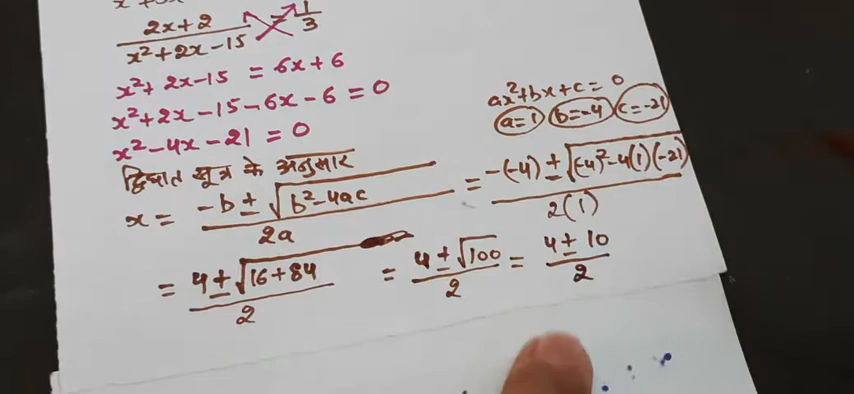 2x+2 / x²+2x-15 = 1/3
x²+2x-15 = 6x+6
x²+2x-15-6x-6=0
x²-4x-21=0
ax²+bx+c=0
a=1 b=-4 c=-21
द्विघात सूत्र के अनुसार
x = -b±√b²-4ac / 2a = -(-4)±√(-4)²-4(1)(-21) / 2(1)
= 4±√16+84 / 2 = 4±√100 / 2 = 4±10 / 2